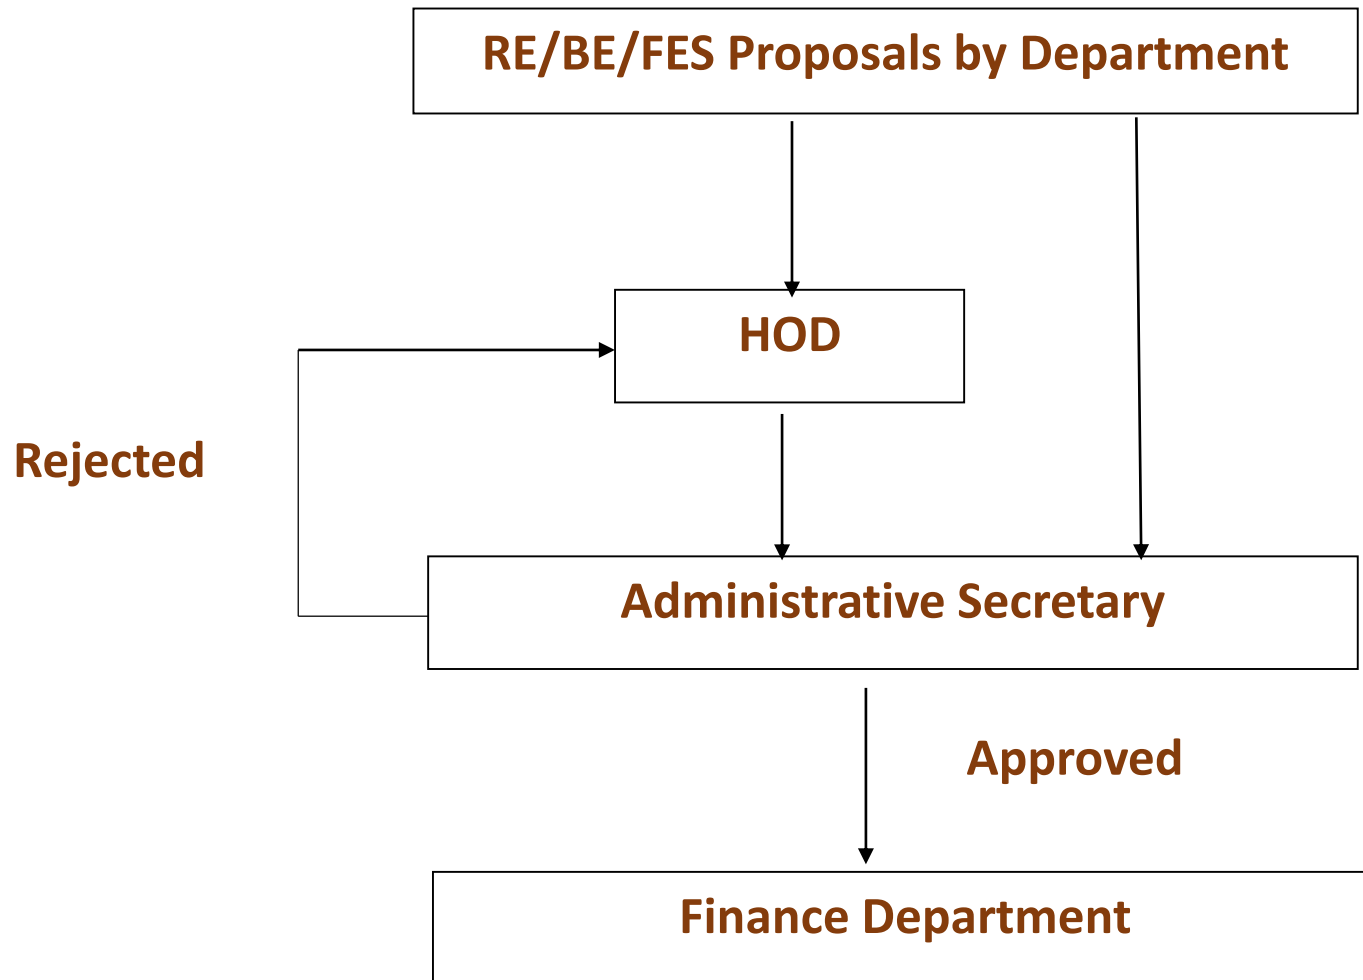 RE/BE/FES Proposals by Department
HOD
Rejected
Administrative Secretary
Approved
Finance Department